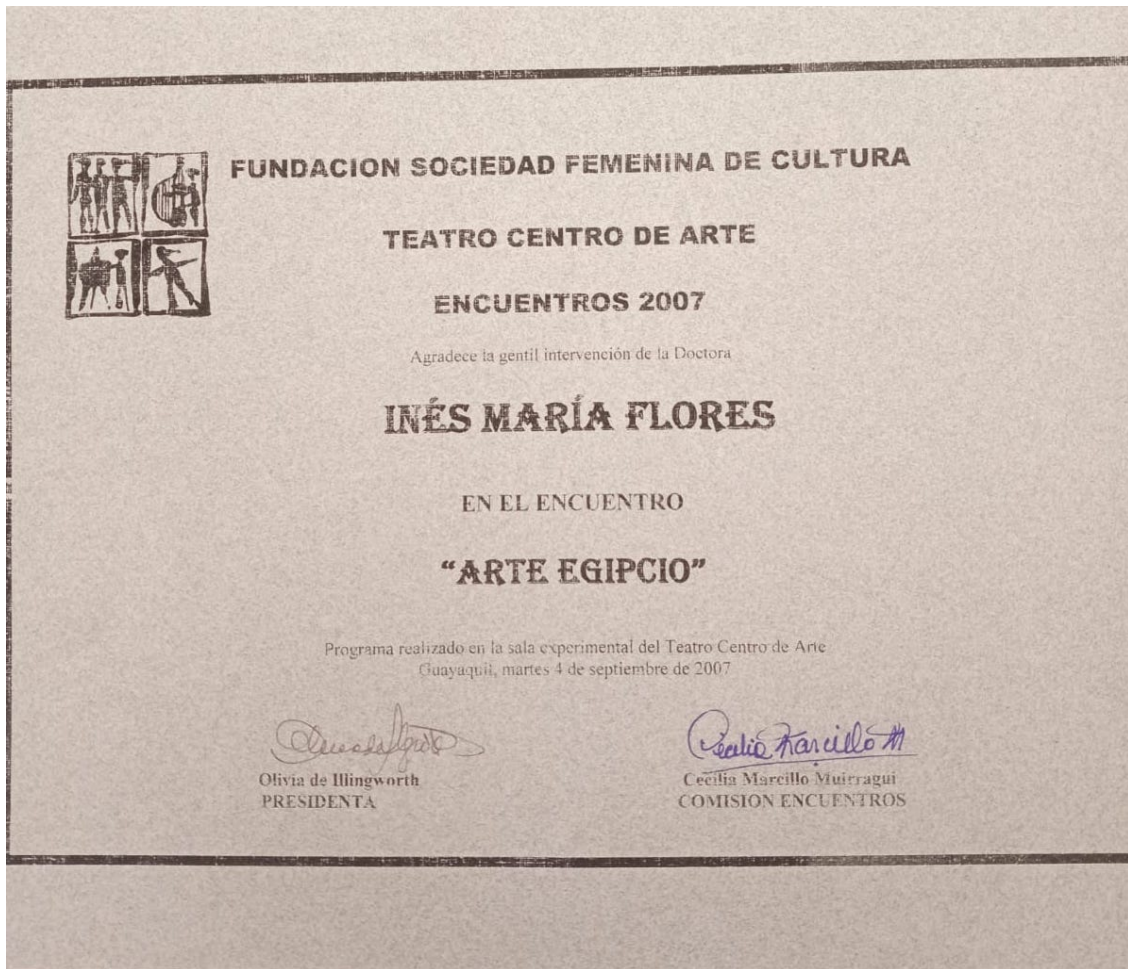 FUNDACION SOCIEDAD FEMENINA DE CULTURA
TEATRO CENTRO DE ARTE
ENCUENTROS 2007
Agradece la gentil intervención de la Doctora
INÉS MARÍA FLORES
EN EL ENCUENTRO
“ARTE EGIPCIO”
Programa realizado en la sala experimental del Teatro Centro de Arte
Guayaquil, martes 4 de septiembre de 2007
Cecilia Marcillo M
Olivia de Illingworth
Cecilia Marcillo Muirragui
PRESIDENTA
COMISION ENCUENTROS